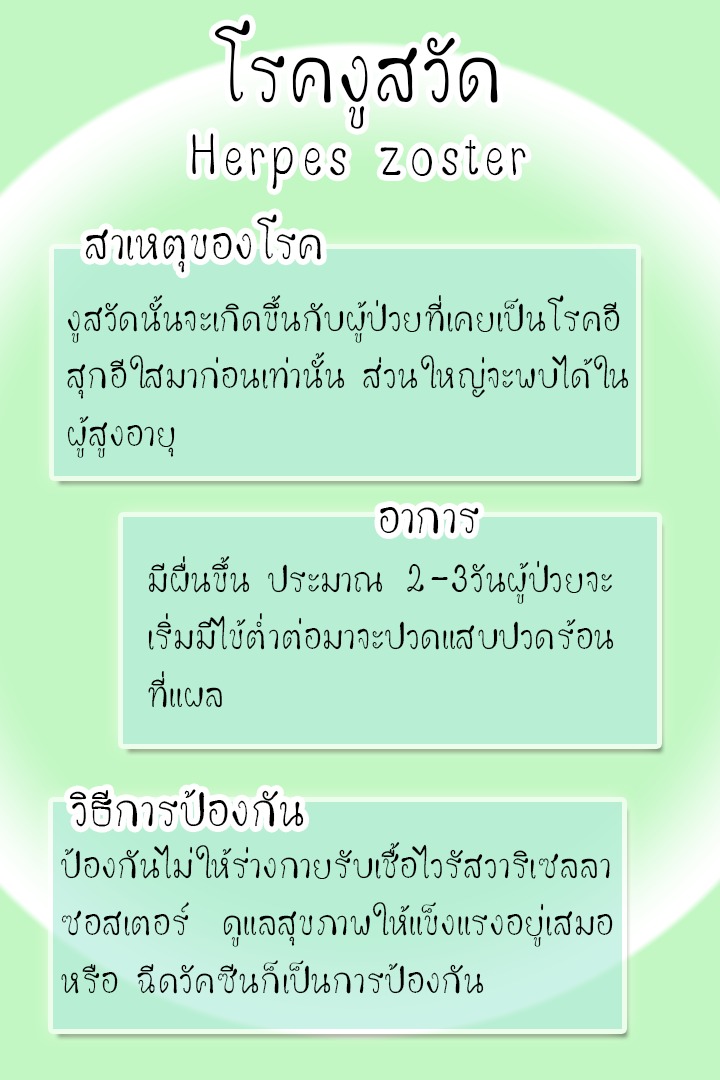 โรคงูสวัด
Herpes zoster
สาเหตุของโรค
งูสวัดนั้นจะเกิดขึ้นกับผู้ป่วยที่เคยเป็นโรคอี
สุกอีใสมาก่อนเท่านั้น ส่วนใหญ่จะพบได้ใน
ผู้สูงอายุ
อาการ
มีผื่นขึ้น ประมาณ 2-3วันผู้ป่วยจะ
เริ่มมีไข้ต่ำต่อมาจะปวดแสบปวดร้อน
ที่แผล
วิธีการป้องกัน
ป้องกันไม่ให้ร่างกายรับเชื้อไวรัสวาริเซลลา
ซอสเตอร์ ดูแลสุขภาพให้แข็งแรงอยู่เสมอ
หรือ ฉีดวัคซีนก็เป็นการป้องกัน